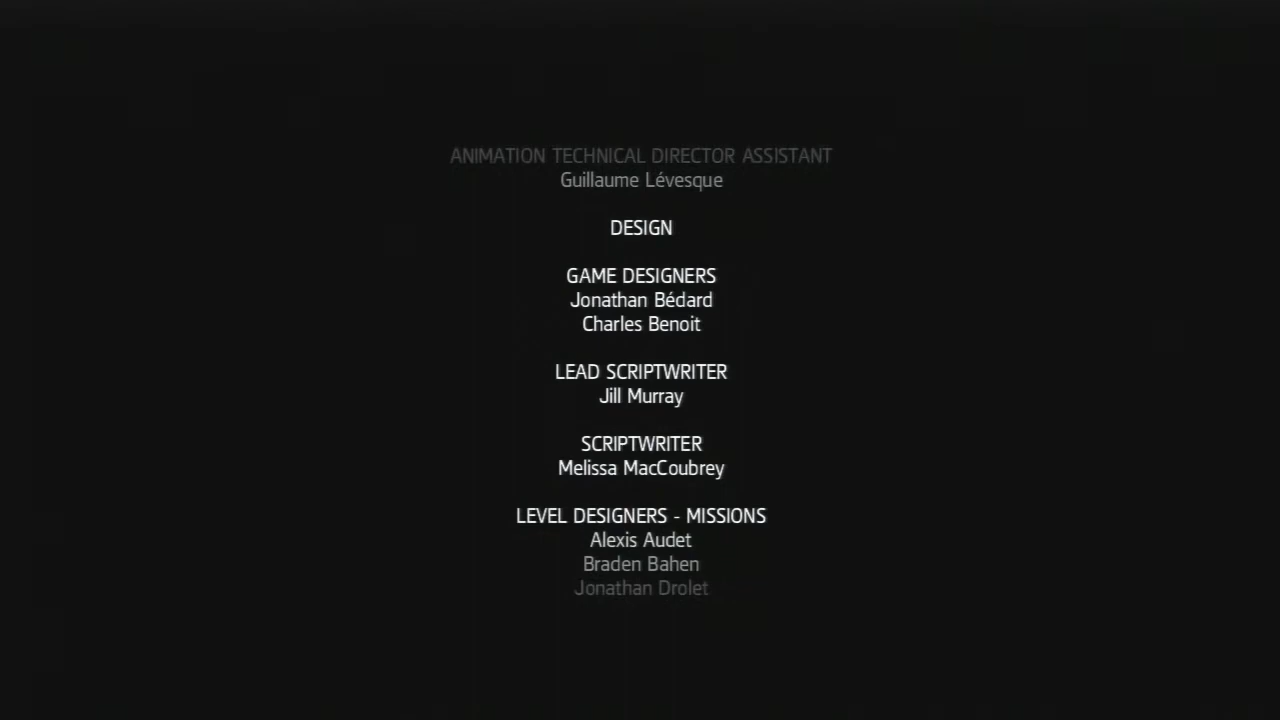 ANIMATION TECHNICAL DIRECTOR ASSISTANT
Guillaume Lévesque
DESIGN
GAME DESIGNERS
Jonathan Bédard
Charles Benoit
LEAD SCRIPTWRITER
Jill Murray
SCRIPTWRITER
Melissa MacCoubrey
LEVEL DESIGNERS - MISSIONS
Alexis Audet
Braden Bahen
Jonathan Drolet